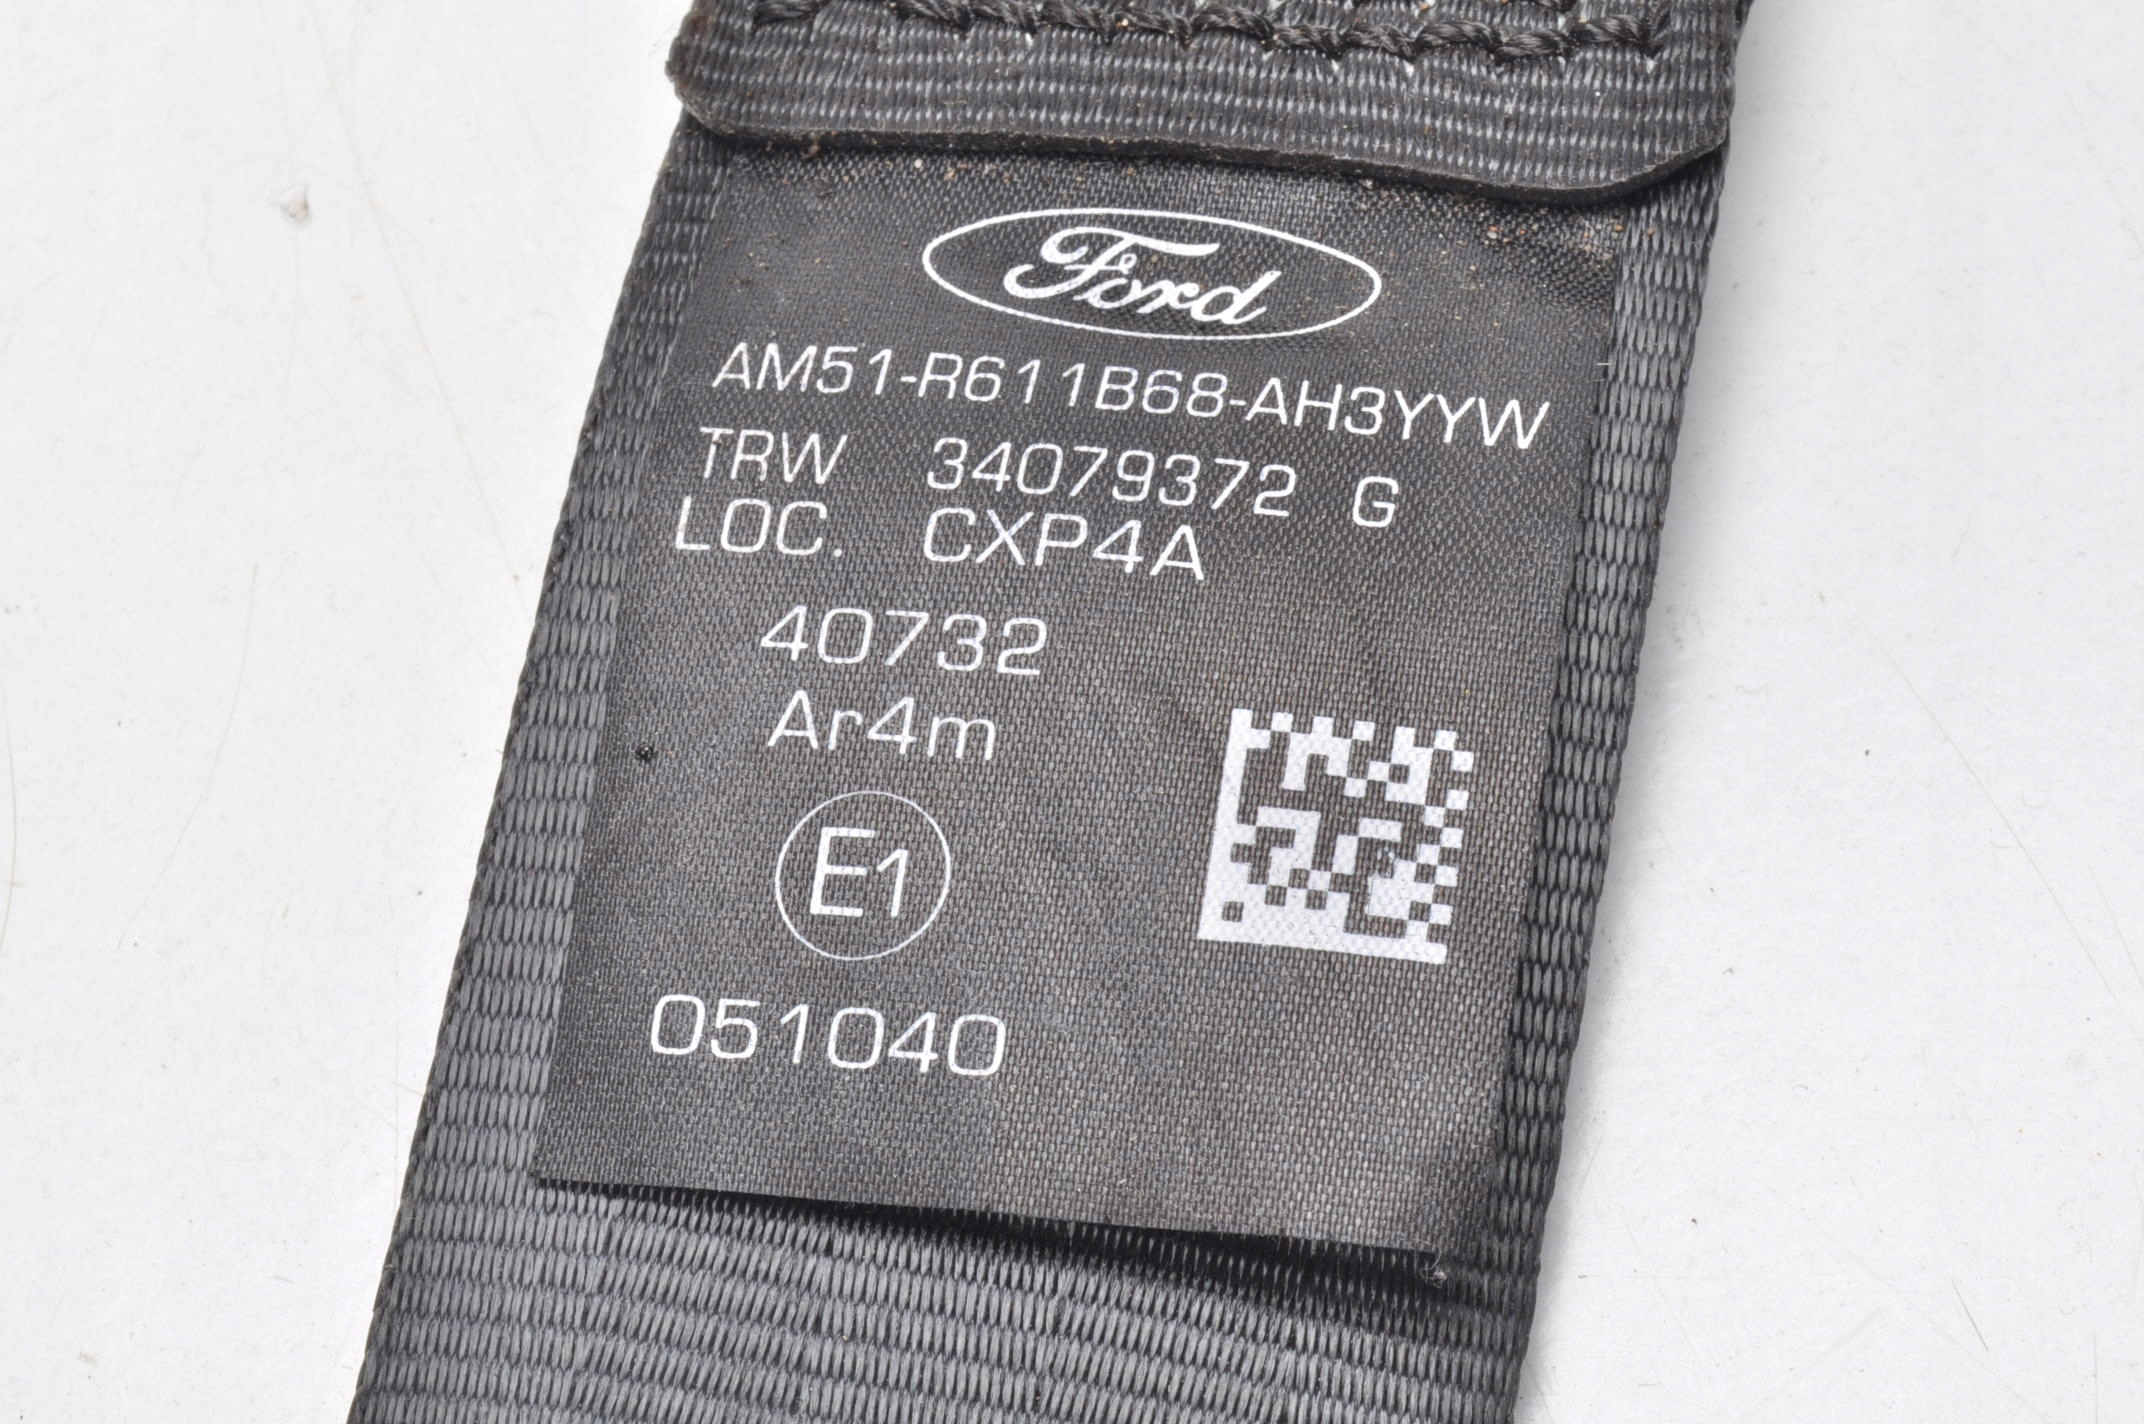 Ford
AM51-R611B68-AH3YYW
TRW 34079372 G
LOC. CXP4A
40732
Ar4m
E1
051040